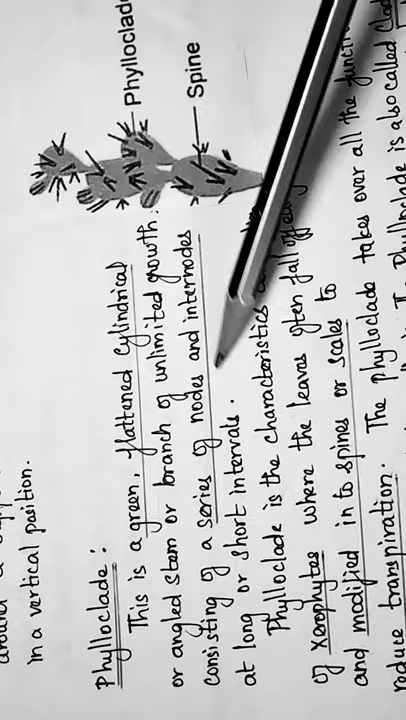 in a vertical position.
Phylloclade:
This is a green, flattened cylindrical
or angled stem or branch of unlimited growth.
consisting of a series of nodes and internodes
at long or short intervals.
Phylloclade is the characteristics
of xerophytes where the leaves often fall off
and modified in to spines or scales to
reduce transpiration. The phylloclade takes over all the
Phylloclade is also called
Phylloclade
Spine